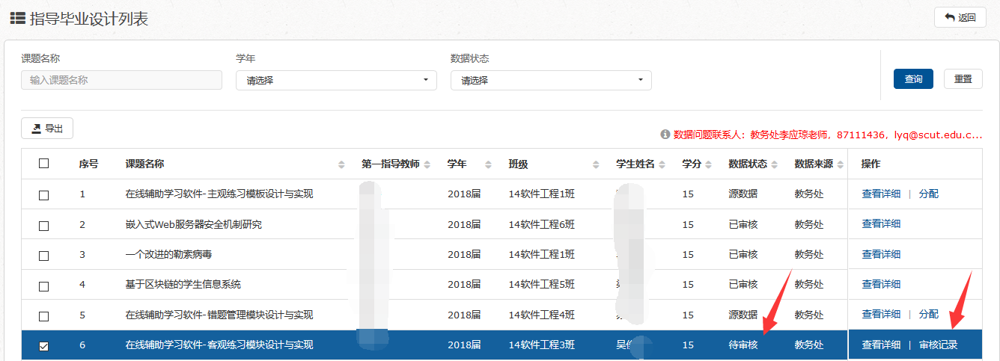 指导毕业设计列表
返回
课题名称 学年 数据状态
输入课题名称 请选择 请选择 查询 重置
导出
数据问题联系人：教务处李应琼老师，87111436，lyq@scut.edu.c...
序号 课题名称 第一指导教师 学年 班级 学生姓名 学分 数据状态 数据来源 操作
1 在线辅助学习软件-主观练习模板设计与实现 2018届 14软件工程1班 15 源数据 教务处 查看详细 | 分配
2 嵌入式Web服务器安全机制研究 2018届 14软件工程6班 15 已审核 教务处 查看详细
3 一个改进的勒索病毒 2018届 14软件工程1班 15 已审核 教务处 查看详细
4 基于区块链的学生信息系统 2018届 14软件工程5班 15 已审核 教务处 查看详细
5 在线辅助学习软件-错题管理模块设计与实现 2018届 14软件工程4班 15 源数据 教务处 查看详细 | 分配
6 在线辅助学习软件-客观练习模块设计与实现 2018届 14软件工程3班 吴 15 待审核 教务处 查看详细 | 审核记录